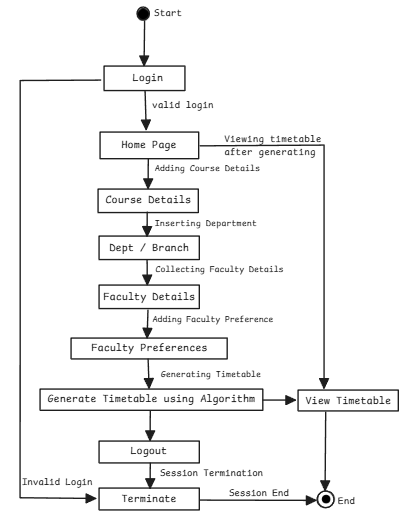 Start
Login
valid login
Home Page
Viewing timetable
after generating
Adding Course Details
Course Details
Inserting Department
Dept / Branch
Collecting Faculty Details
Faculty Details
Adding Faculty Preference
Faculty Preferences
Generating Timetable
Generate Timetable using Algorithm
View Timetable
Logout
Session Termination
Invalid Login
Terminate
Session End
End